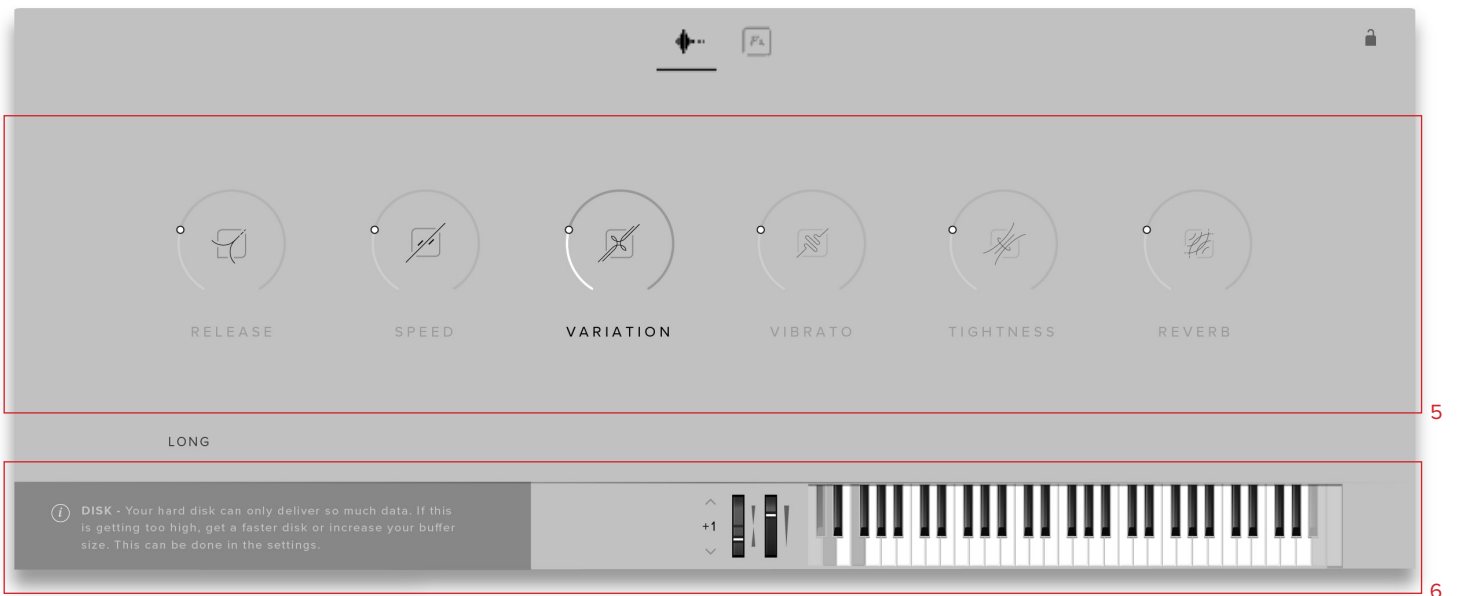 RELEASE
SPEED
VARIATION
VIBRATO
TIGHTNESS
REVERB
5
LONG
DISK - Your hard disk can only deliver so much data. If this
is getting too high, get a faster disk or increase your buffer
size. This can be done in the settings.
+1
6